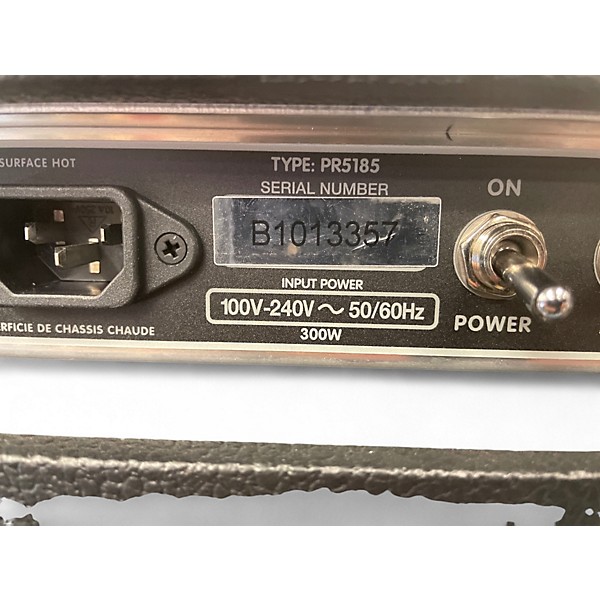 SURFACE HOT
TYPE: PR5185
SERIAL NUMBER
B1013357
INPUT POWER
100V-240V ~ 50/60Hz
300W
ON
POWER
ERFICIE DE CHASSIS CHAUDE